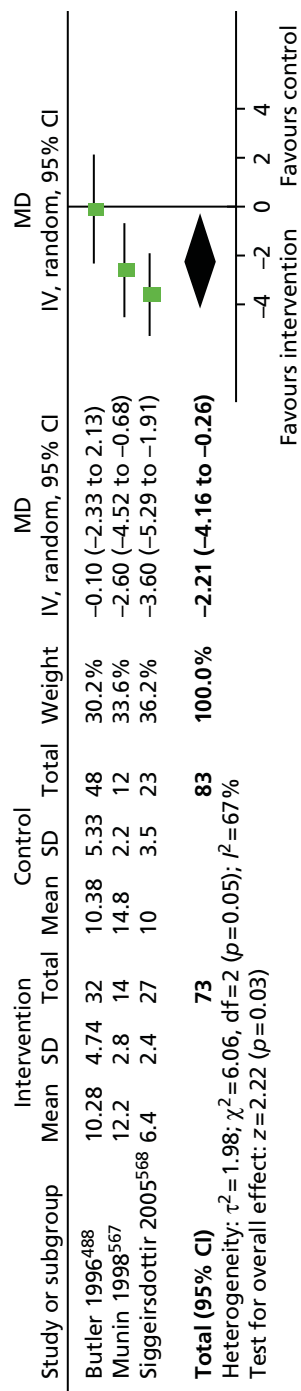 Intervention Control MD MD
Study or subgroup Mean SD Total Mean SD Total Weight IV, random, 95% CI IV, random, 95% CI
Butler 1996⁴⁸⁸ 10.28 4.74 32 10.38 5.33 48 30.2% −0.10 (−2.33 to 2.13)
Munin 1998⁵⁶⁷ 12.2 2.8 14 14.8 2.2 12 33.6% −2.60 (−4.52 to −0.68)
Siggeirsdottir 2005⁵⁶⁸ 6.4 2.4 27 10 3.5 23 36.2% −3.60 (−5.29 to −1.91)
Total (95% CI) 73 83 100.0% −2.21 (−4.16 to −0.26)
Heterogeneity: τ²=1.98; χ²=6.06, df=2 (p=0.05); I²=67%
Test for overall effect: z=2.22 (p=0.03)
−4 −2 0 2 4
Favours intervention Favours control